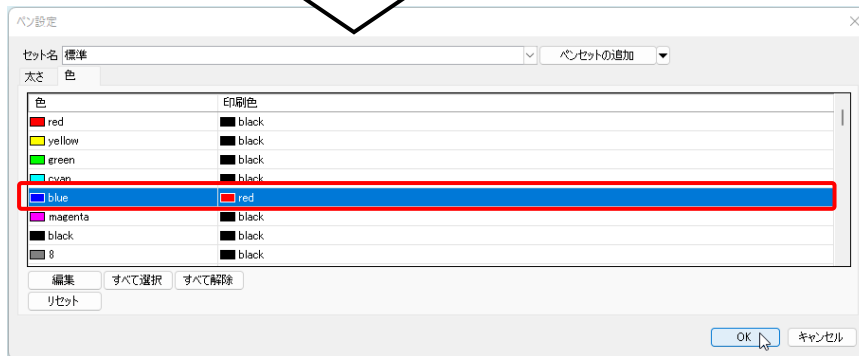 ペン設定
セット名 標準 ペンセットの追加
太さ 色
色 印刷色
red black
yellow black
green black
cyan black
blue red
magenta black
black black
8 black
編集 すべて選択 すべて解除
リセット
OK キャンセル